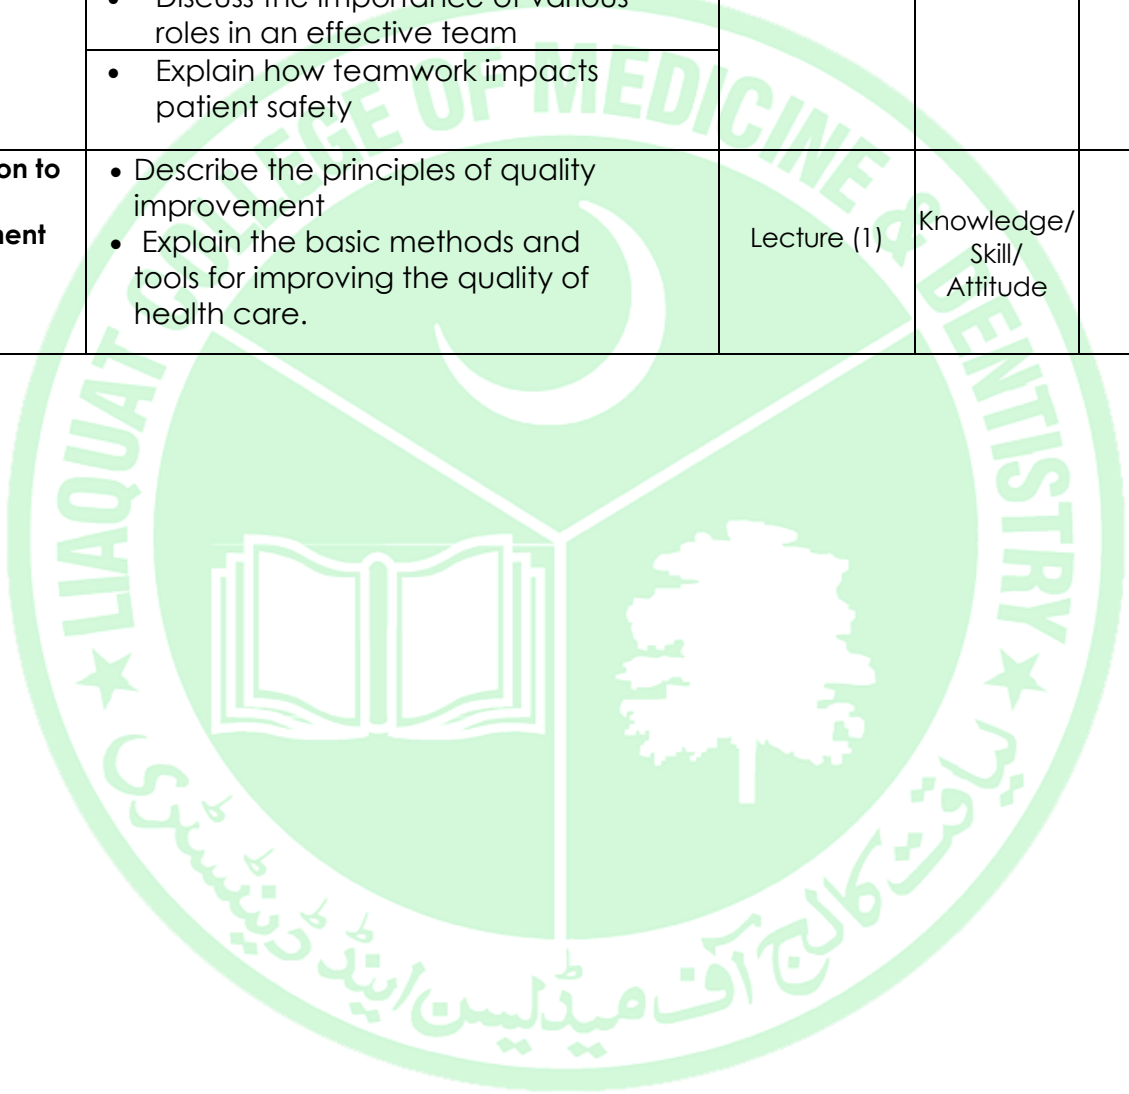 Discuss the importance of various
roles in an effective team
• Explain how teamwork impacts
patient safety
on to
ment
• Describe the principles of quality
improvement
• Explain the basic methods and
tools for improving the quality of
health care.
Lecture (1)
Knowledge/
Skill/
Attitude
LIAQUAT COLLEGE OF MEDICINE & DENTISTRY
لیاقت کالج آف میڈیسن اینڈ ڈینٹسٹری